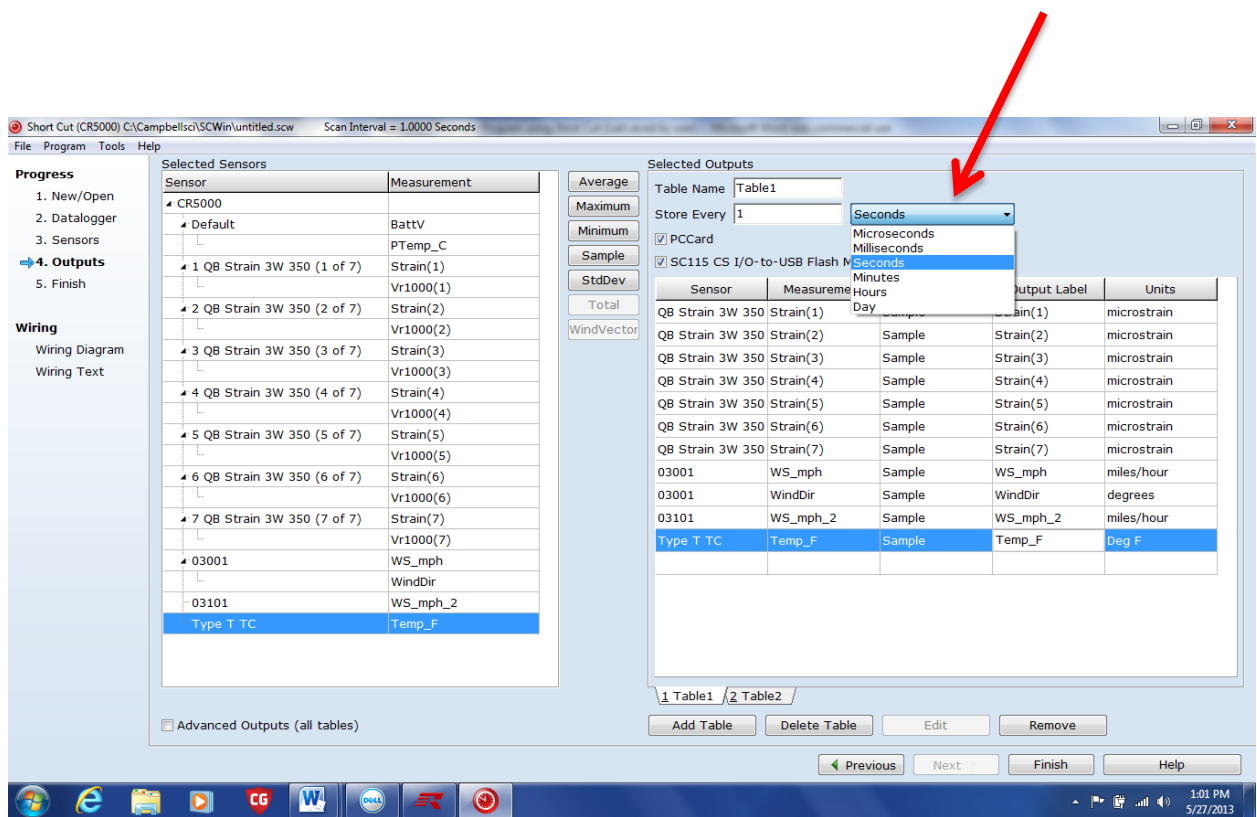 Short Cut (CR5000) C:\Campbellsci\SCWin\untitled.scw Scan Interval = 1.0000 Seconds
File Program Tools Help
Progress
1. New/Open
2. Datalogger
3. Sensors
4. Outputs
5. Finish
Wiring
Wiring Diagram
Wiring Text
Selected Sensors
Sensor Measurement
CR5000
Default BattV
PTemp_C
1 QB Strain 3W 350 (1 of 7) Strain(1)
Vr1000(1)
2 QB Strain 3W 350 (2 of 7) Strain(2)
Vr1000(2)
3 QB Strain 3W 350 (3 of 7) Strain(3)
Vr1000(3)
4 QB Strain 3W 350 (4 of 7) Strain(4)
Vr1000(4)
5 QB Strain 3W 350 (5 of 7) Strain(5)
Vr1000(5)
6 QB Strain 3W 350 (6 of 7) Strain(6)
Vr1000(6)
7 QB Strain 3W 350 (7 of 7) Strain(7)
Vr1000(7)
03001 WS_mph
WindDir
03101 WS_mph_2
Type T TC Temp_F
Advanced Outputs (all tables)
Average
Maximum
Minimum
Sample
StdDev
Total
WindVector
Selected Outputs
Table Name Table1
Store Every 1 Seconds
Microseconds
Milliseconds
Seconds
Minutes
Hours
Day
PCCard
SC115 CS I/O-to-USB Flash M
Sensor Measureme Output Label Units
QB Strain 3W 350 Strain(1) Sample Strain(1) microstrain
QB Strain 3W 350 Strain(2) Sample Strain(2) microstrain
QB Strain 3W 350 Strain(3) Sample Strain(3) microstrain
QB Strain 3W 350 Strain(4) Sample Strain(4) microstrain
QB Strain 3W 350 Strain(5) Sample Strain(5) microstrain
QB Strain 3W 350 Strain(6) Sample Strain(6) microstrain
QB Strain 3W 350 Strain(7) Sample Strain(7) microstrain
03001 WS_mph Sample WS_mph miles/hour
03001 WindDir Sample WindDir degrees
03101 WS_mph_2 Sample WS_mph_2 miles/hour
Type T TC Temp_F Sample Temp_F Deg F
1 Table1 2 Table2
Add Table Delete Table Edit Remove
Previous Next Finish Help
CG W DELL
1:01 PM
5/27/2013